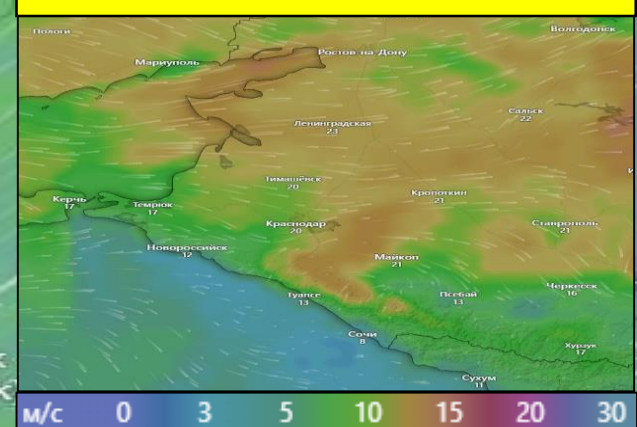 Пологи
Волгодонск
Ростов-на-Дону
Мариуполь
Сальск
22
Ленинградская
23
Тимашёвск
20
Кропоткин
21
Керчь
17
Темрюк
17
Краснодар
20
Ставрополь
21
Новороссийск
12
Майкоп
21
Черкесск
16
Туапсе
13
Псебай
13
Сочи
8
Хурзук
17
Сухум
11
м/с 0 3 5 10 15 20 30